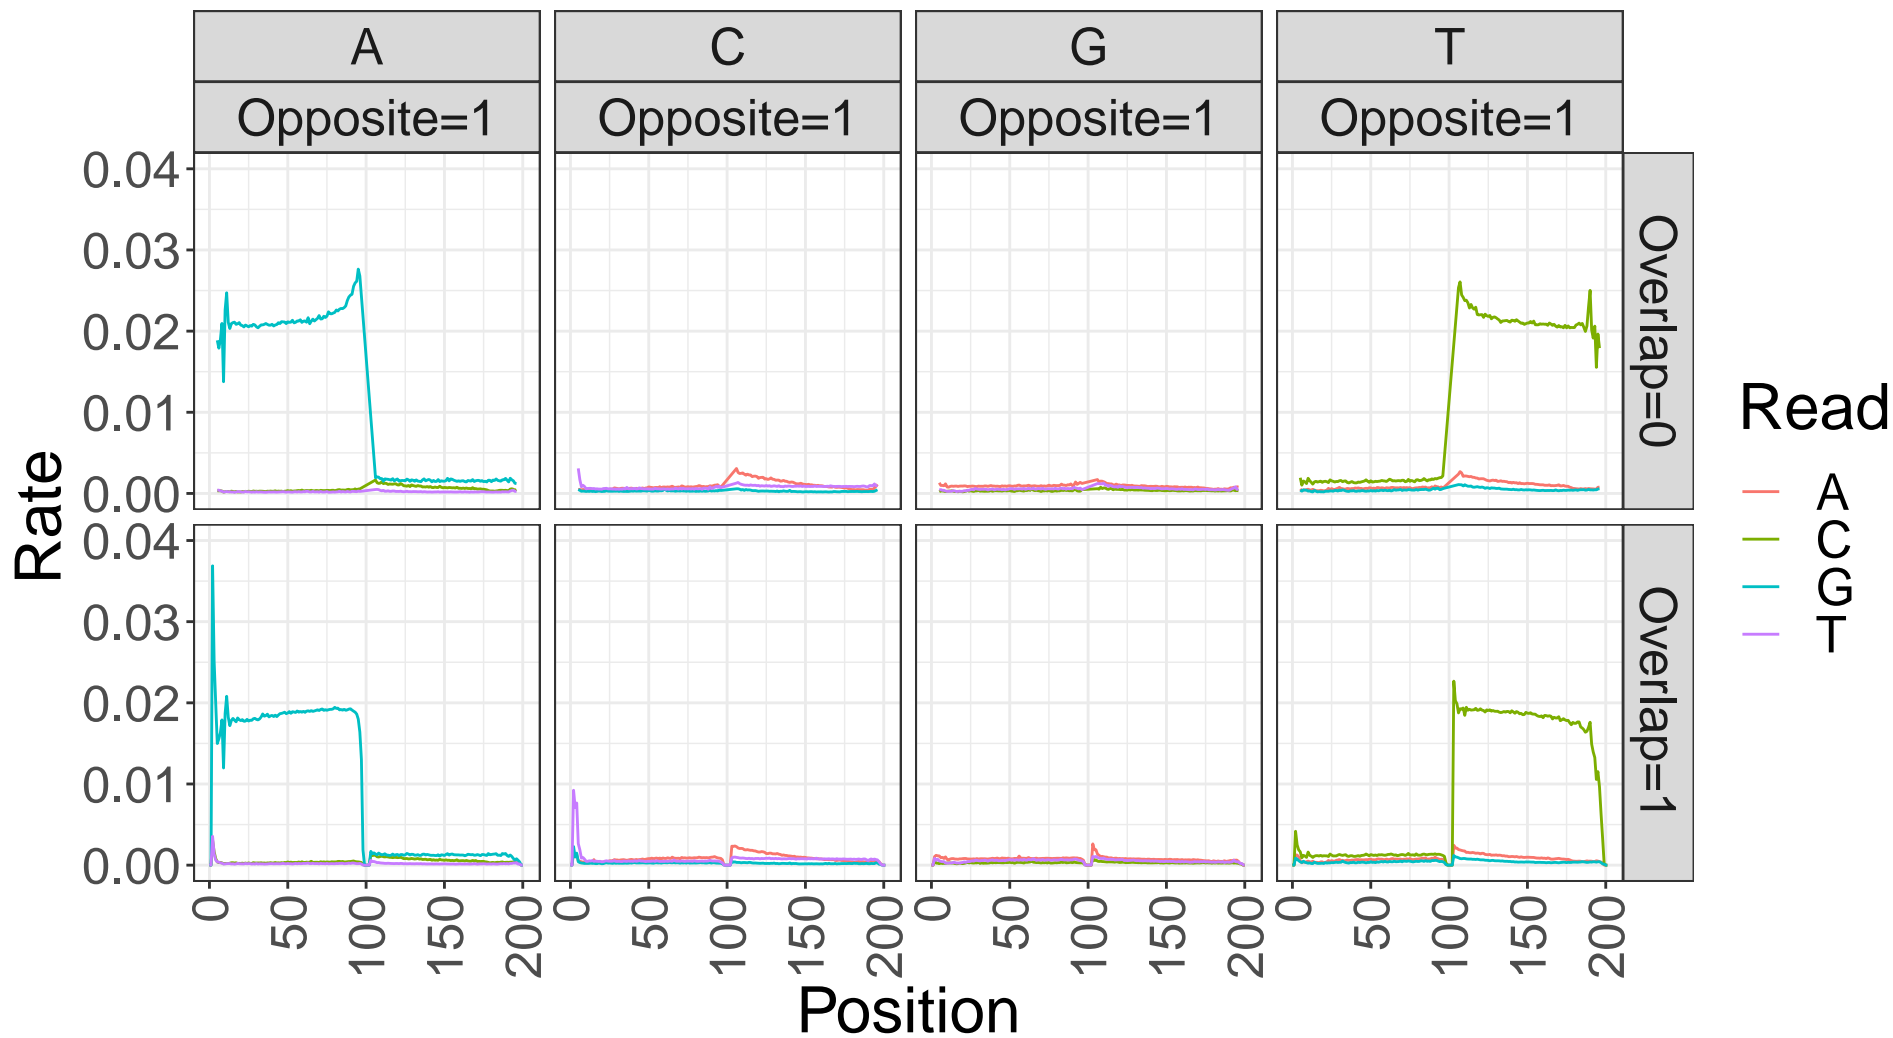 A C G T
Opposite=1 Opposite=1 Opposite=1 Opposite=1
0.04
0.03
0.02
0.01
0.00
Overlap=0
0.04
0.03
0.02
0.01
0.00
Overlap=1
Rate
0 50 100 150 200 0 50 100 150 200 0 50 100 150 200 0 50 100 150 200
Position
Read
A
C
G
T